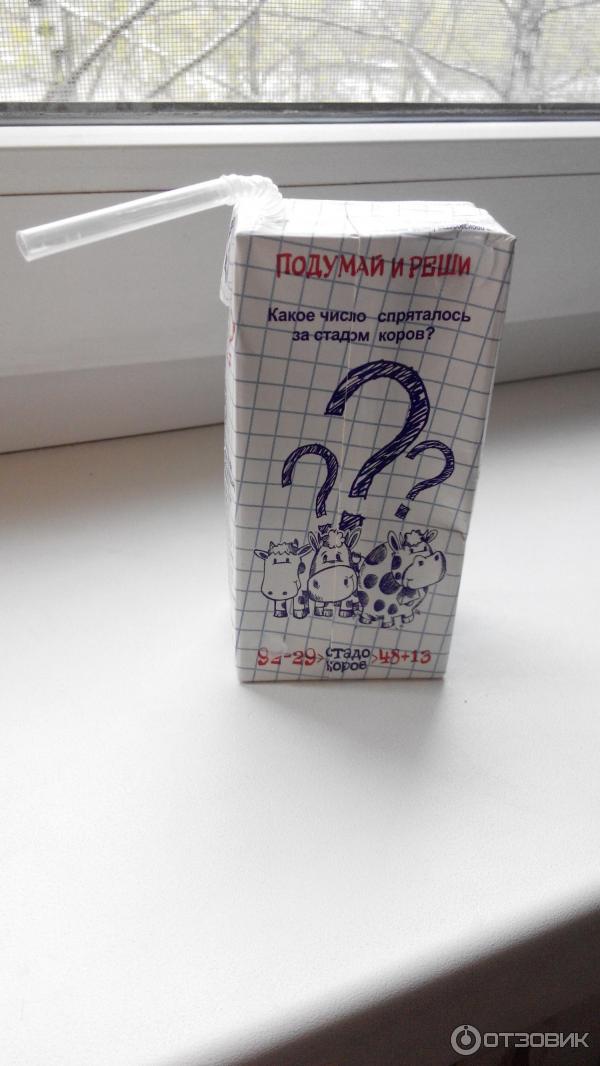 ПОДУМАЙ И РЕШИ
Какое число спряталось
за стадом коров?
92-29>стадо коров>48+13
ОТЗОВИК